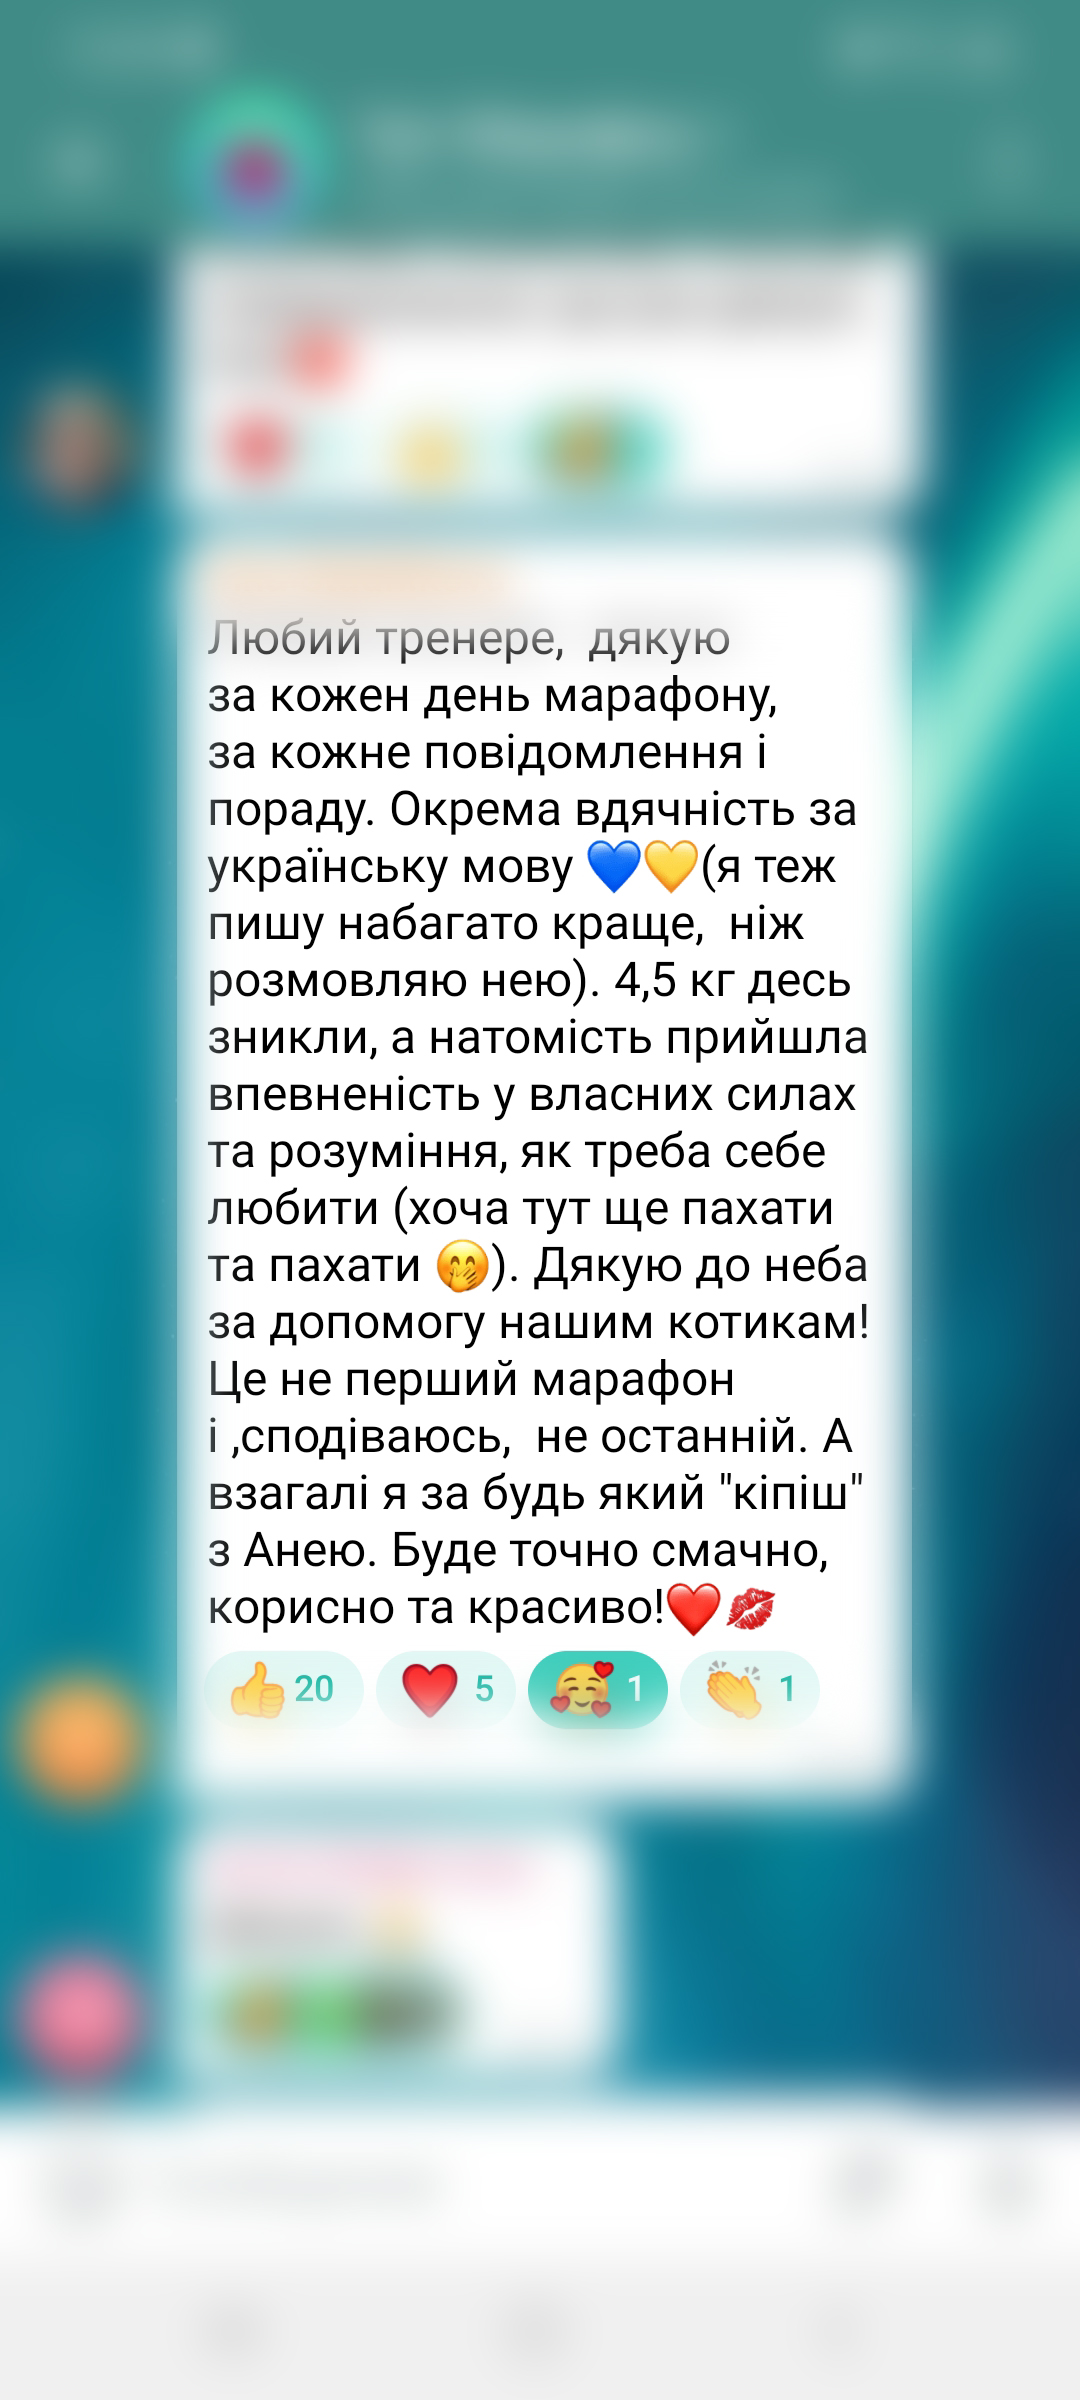 Любий тренере,  дякую
за кожен день марафону,
за кожне повідомлення і
пораду. Окрема вдячність за
українську мову 💙💛(я теж
пишу набагато краще,  ніж
розмовляю нею). 4,5 кг десь
зникли, а натомість прийшла
впевненість у власних силах
та розуміння, як треба себе
любити (хоча тут ще пахати
та пахати 🤭). Дякую до неба
за допомогу нашим котикам!
Це не перший марафон
і ,сподіваюсь,  не останній. А
взагалі я за будь який "кіпіш"
з Анею. Буде точно смачно,
корисно та красиво!❤️💋
👍 20 ❤️ 5 🥰 1 👏 1